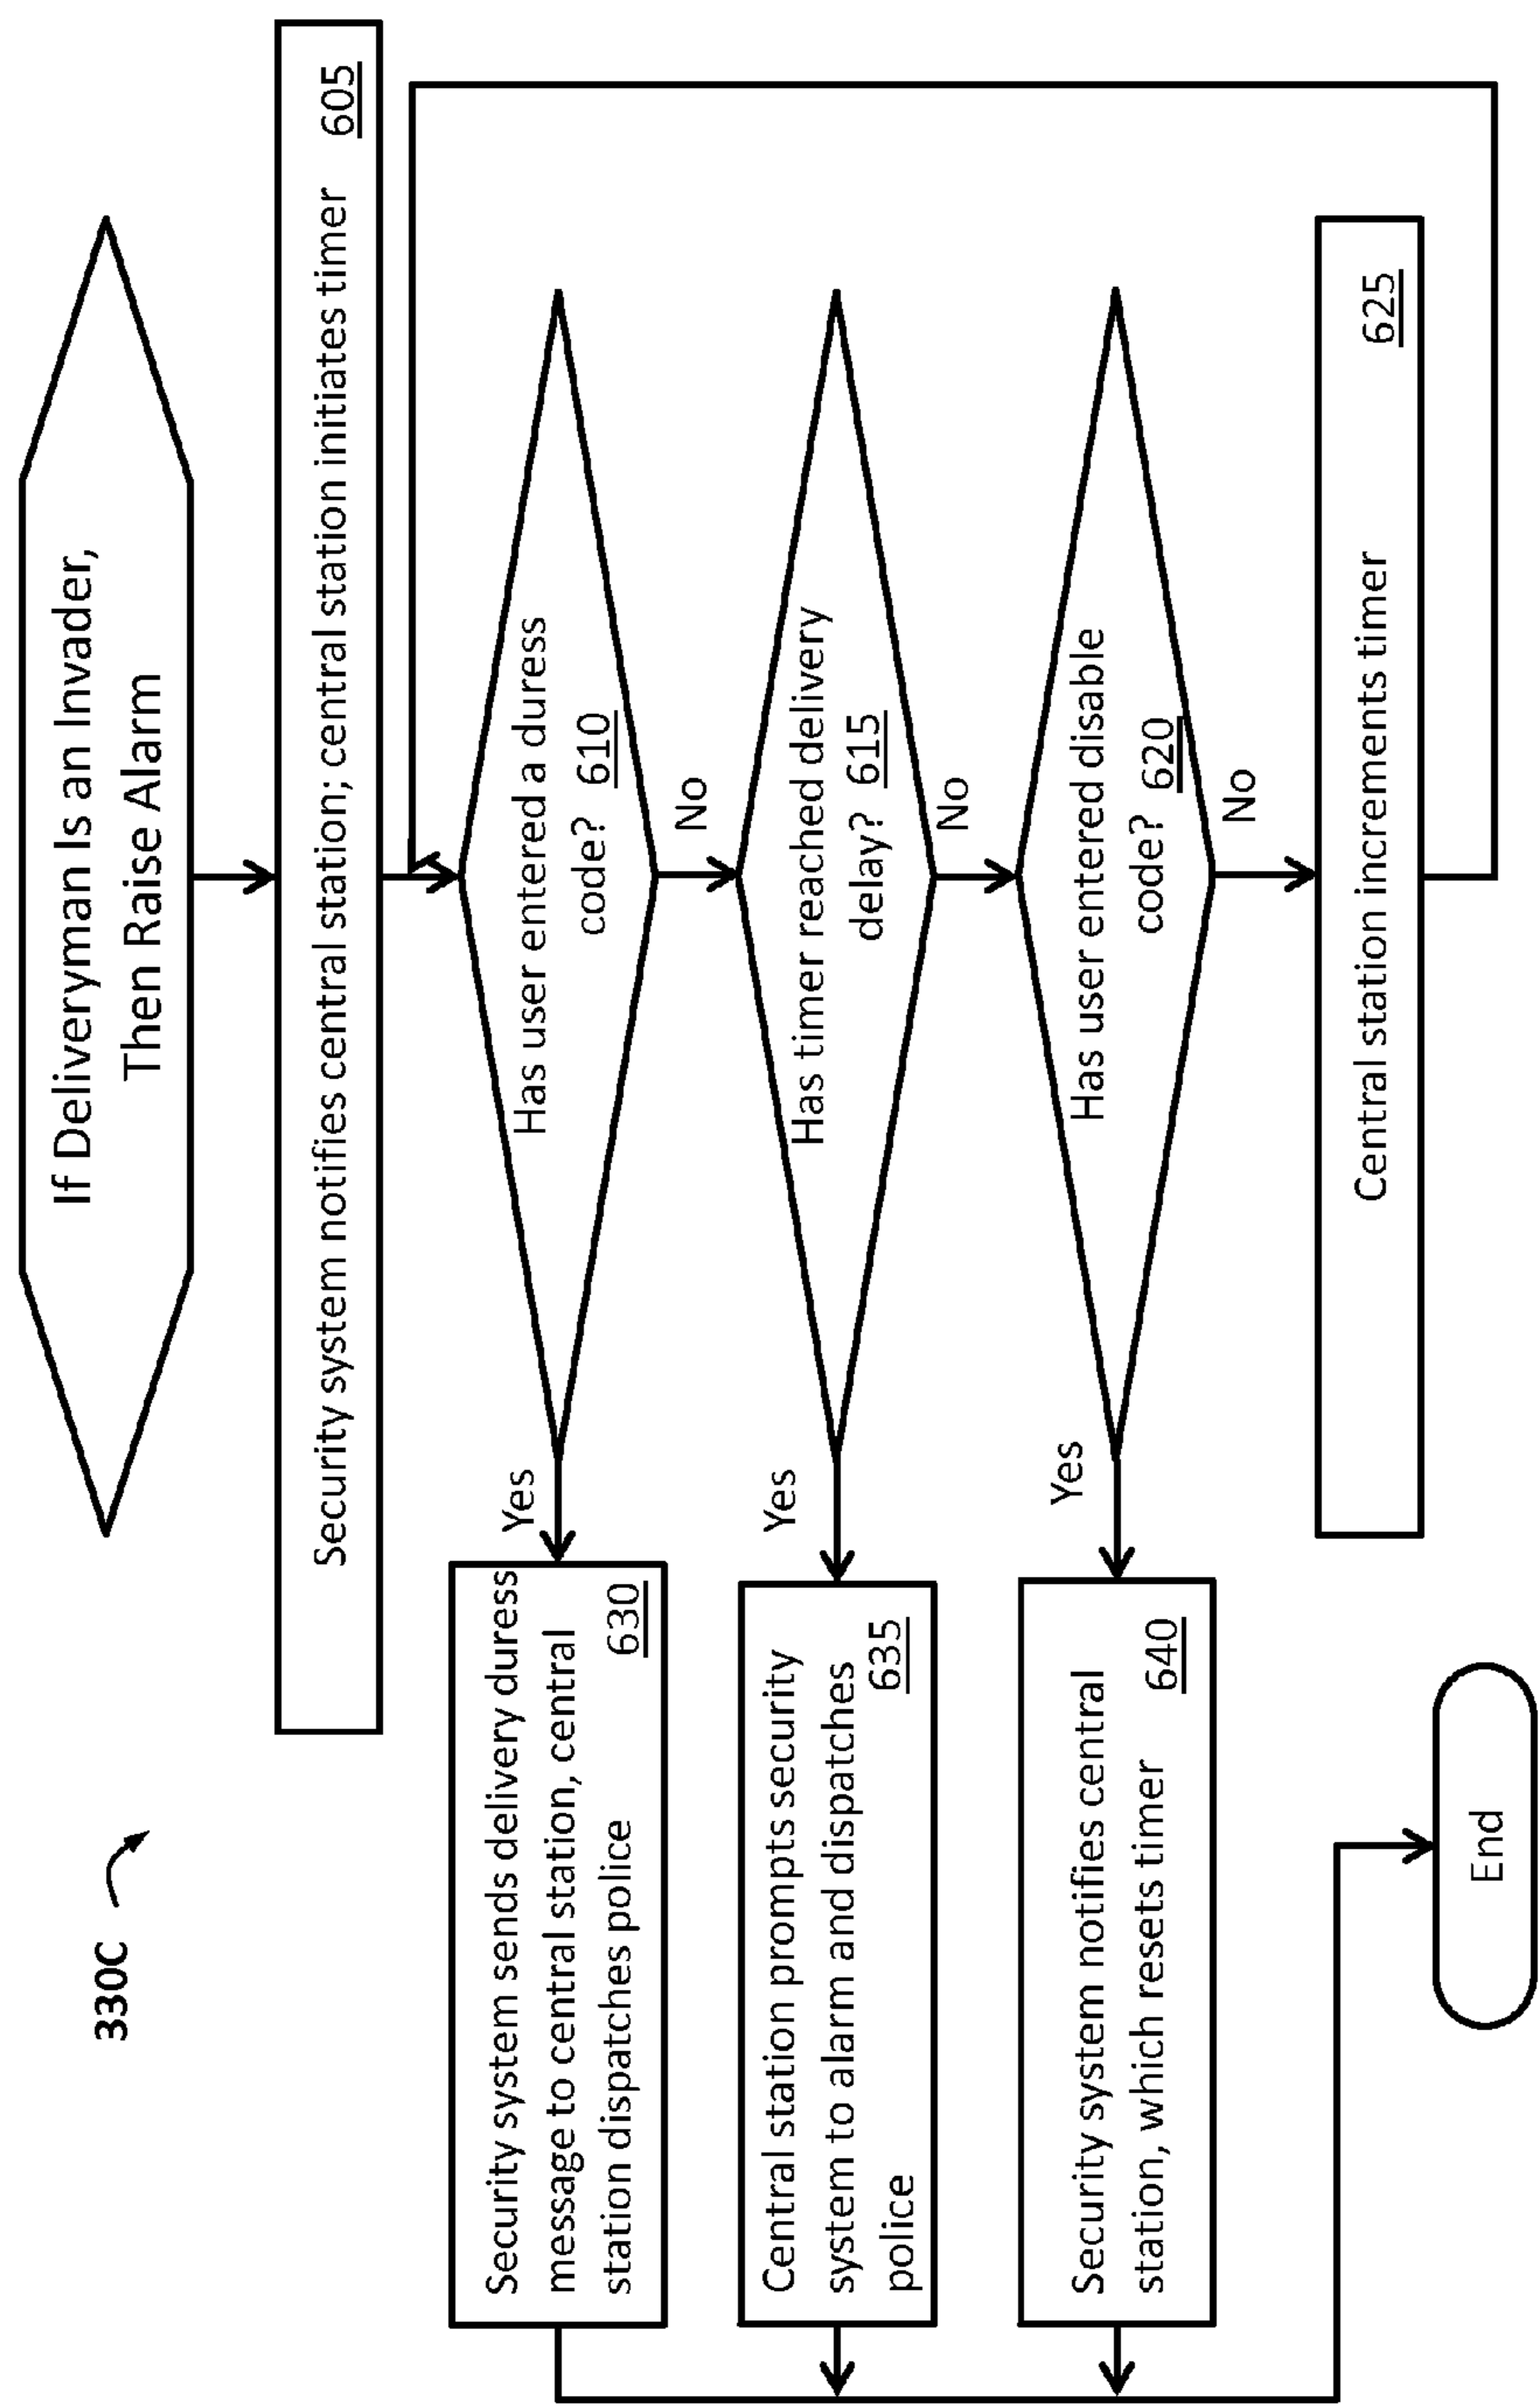 330C
If Deliveryman Is an Invader,
Then Raise Alarm
Security system notifies central station; central station initiates timer 605
Has user entered a duress
code? 610
Yes
No
Security system sends delivery duress
message to central station, central
station dispatches police
630
Has timer reached delivery
delay? 615
Yes
No
Central station prompts security
system to alarm and dispatches
police
635
Has user entered disable
code? 620
Yes
No
Security system notifies central
station, which resets timer
640
Central station increments timer
625
End